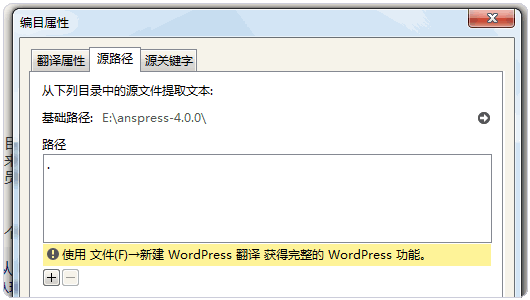 编目属性
翻译属性 源路径 源关键字
从下列目录中的源文件提取文本:
基础路径: E:\anspress-4.0.0\
路径
.
使用 文件(F)→新建 WordPress 翻译 获得完整的 WordPress 功能。